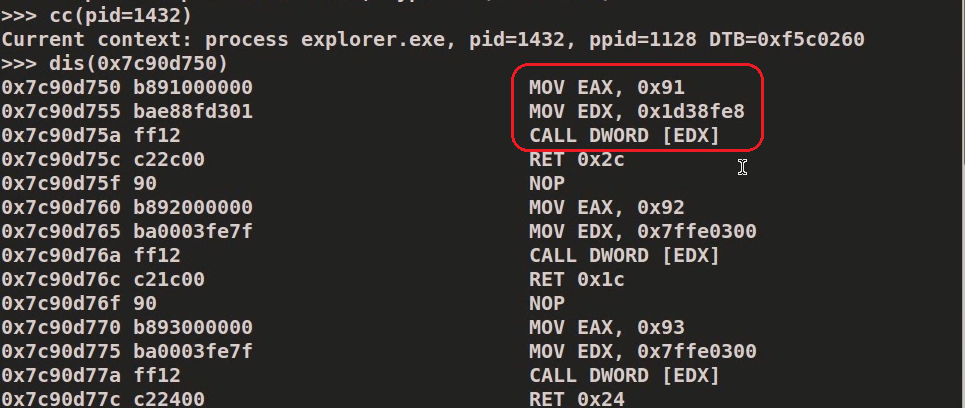 >>> cc(pid=1432)
Current context: process explorer.exe, pid=1432, ppid=1128 DTB=0xf5c0260
>>> dis(0x7c90d750)
0x7c90d750 b891000000 MOV EAX, 0x91
0x7c90d755 bae88fd301 MOV EDX, 0x1d38fe8
0x7c90d75a ff12 CALL DWORD [EDX]
0x7c90d75c c22c00 RET 0x2c
0x7c90d75f 90 NOP
0x7c90d760 b892000000 MOV EAX, 0x92
0x7c90d765 ba0003fe7f MOV EDX, 0x7ffe0300
0x7c90d76a ff12 CALL DWORD [EDX]
0x7c90d76c c21c00 RET 0x1c
0x7c90d76f 90 NOP
0x7c90d770 b893000000 MOV EAX, 0x93
0x7c90d775 ba0003fe7f MOV EDX, 0x7ffe0300
0x7c90d77a ff12 CALL DWORD [EDX]
0x7c90d77c c22400 RET 0x24